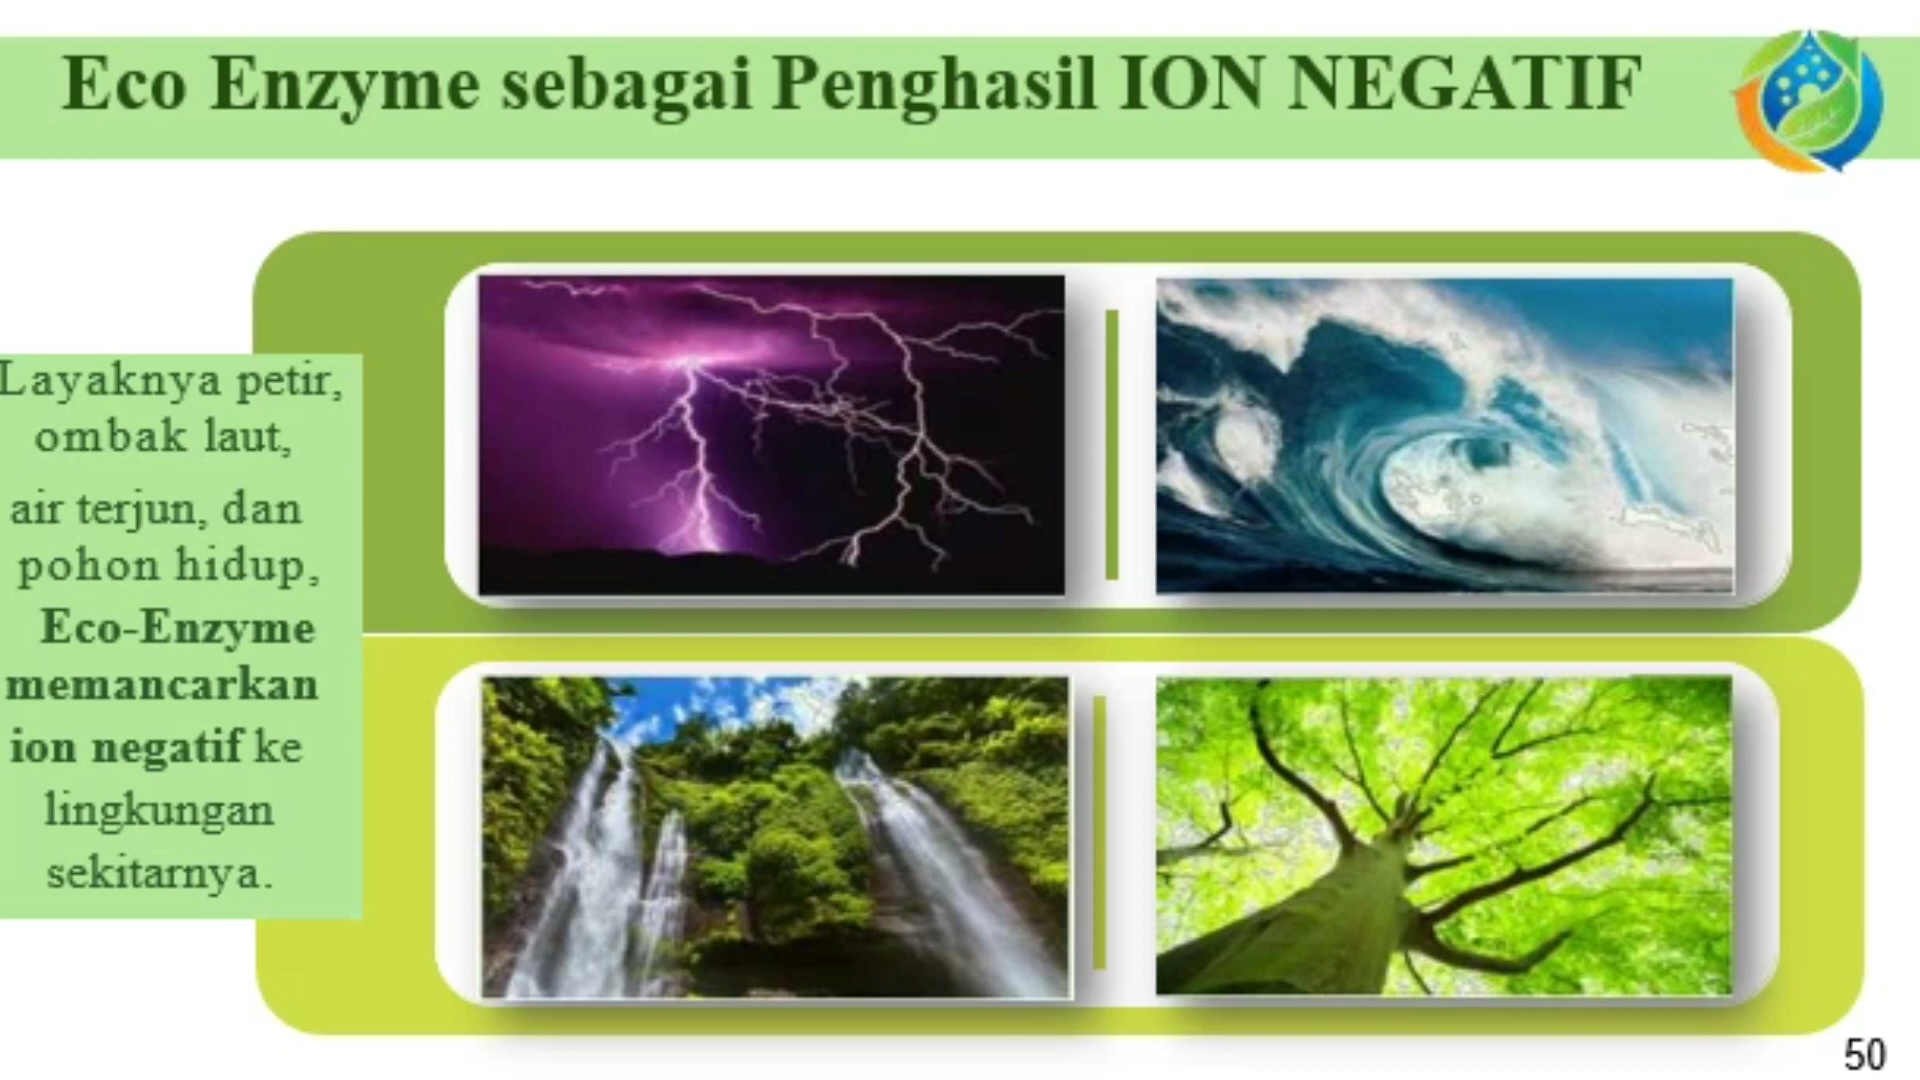 Eco Enzyme sebagai Penghasil ION NEGATIF
Layaknya petir,
ombak laut,
air terjun, dan
pohon hidup,
Eco-Enzyme
memancarkan
ion negatif ke
lingkungan
sekitarnya.
50